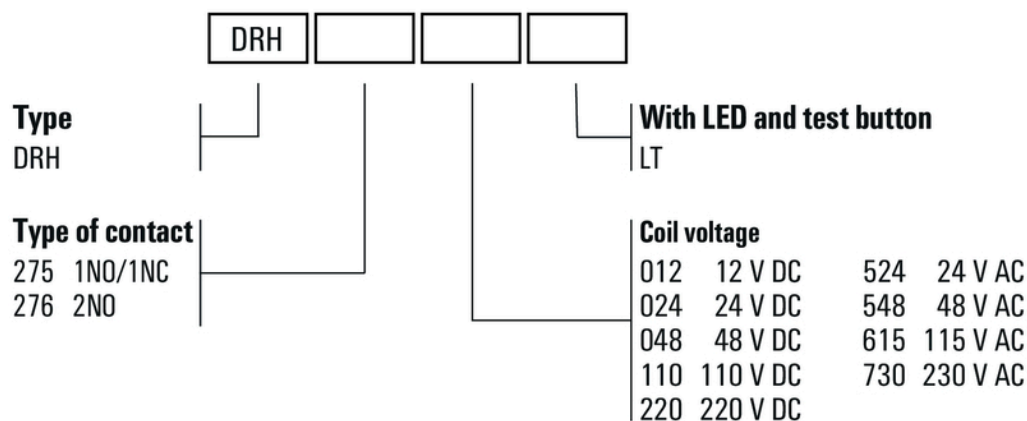 DRH
Type
DRH
With LED and test button
LT
Type of contact
275 1NO/1NC
276 2NO
Coil voltage
012 12 V DC 524 24 V AC
024 24 V DC 548 48 V AC
048 48 V DC 615 115 V AC
110 110 V DC 730 230 V AC
220 220 V DC